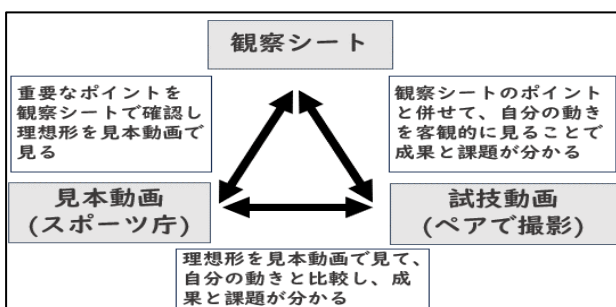 観察シート
重要なポイントを
観察シートで確認し
理想形を見本動画で
見る
観察シートのポイント
と併せて、自分の動き
を客観的に見ることで
成果と課題が分かる
見本動画
(スポーツ庁)
試技動画
(ペアで撮影)
理想形を見本動画で見て、
自分の動きと比較し、成
果と課題が分かる